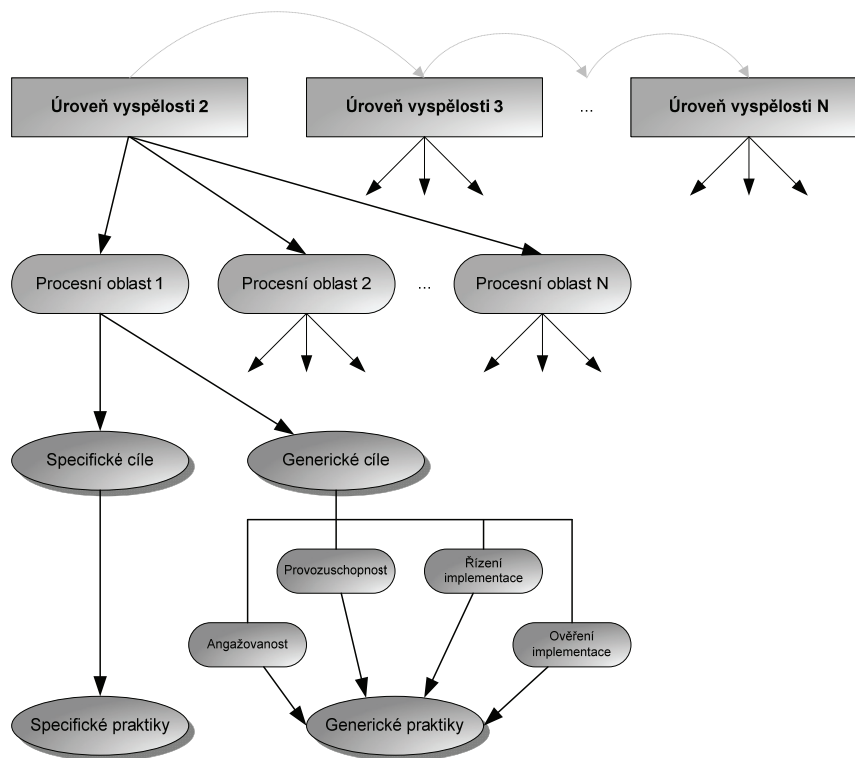 Úroveň vyspělosti 2
Úroveň vyspělosti 3
...
Úroveň vyspělosti N
Procesní oblast 1
Procesní oblast 2
...
Procesní oblast N
Specifické cíle
Generické cíle
Provozuschopnost
Řízení
implementace
Angažovanost
Ověření
implementace
Specifické praktiky
Generické praktiky